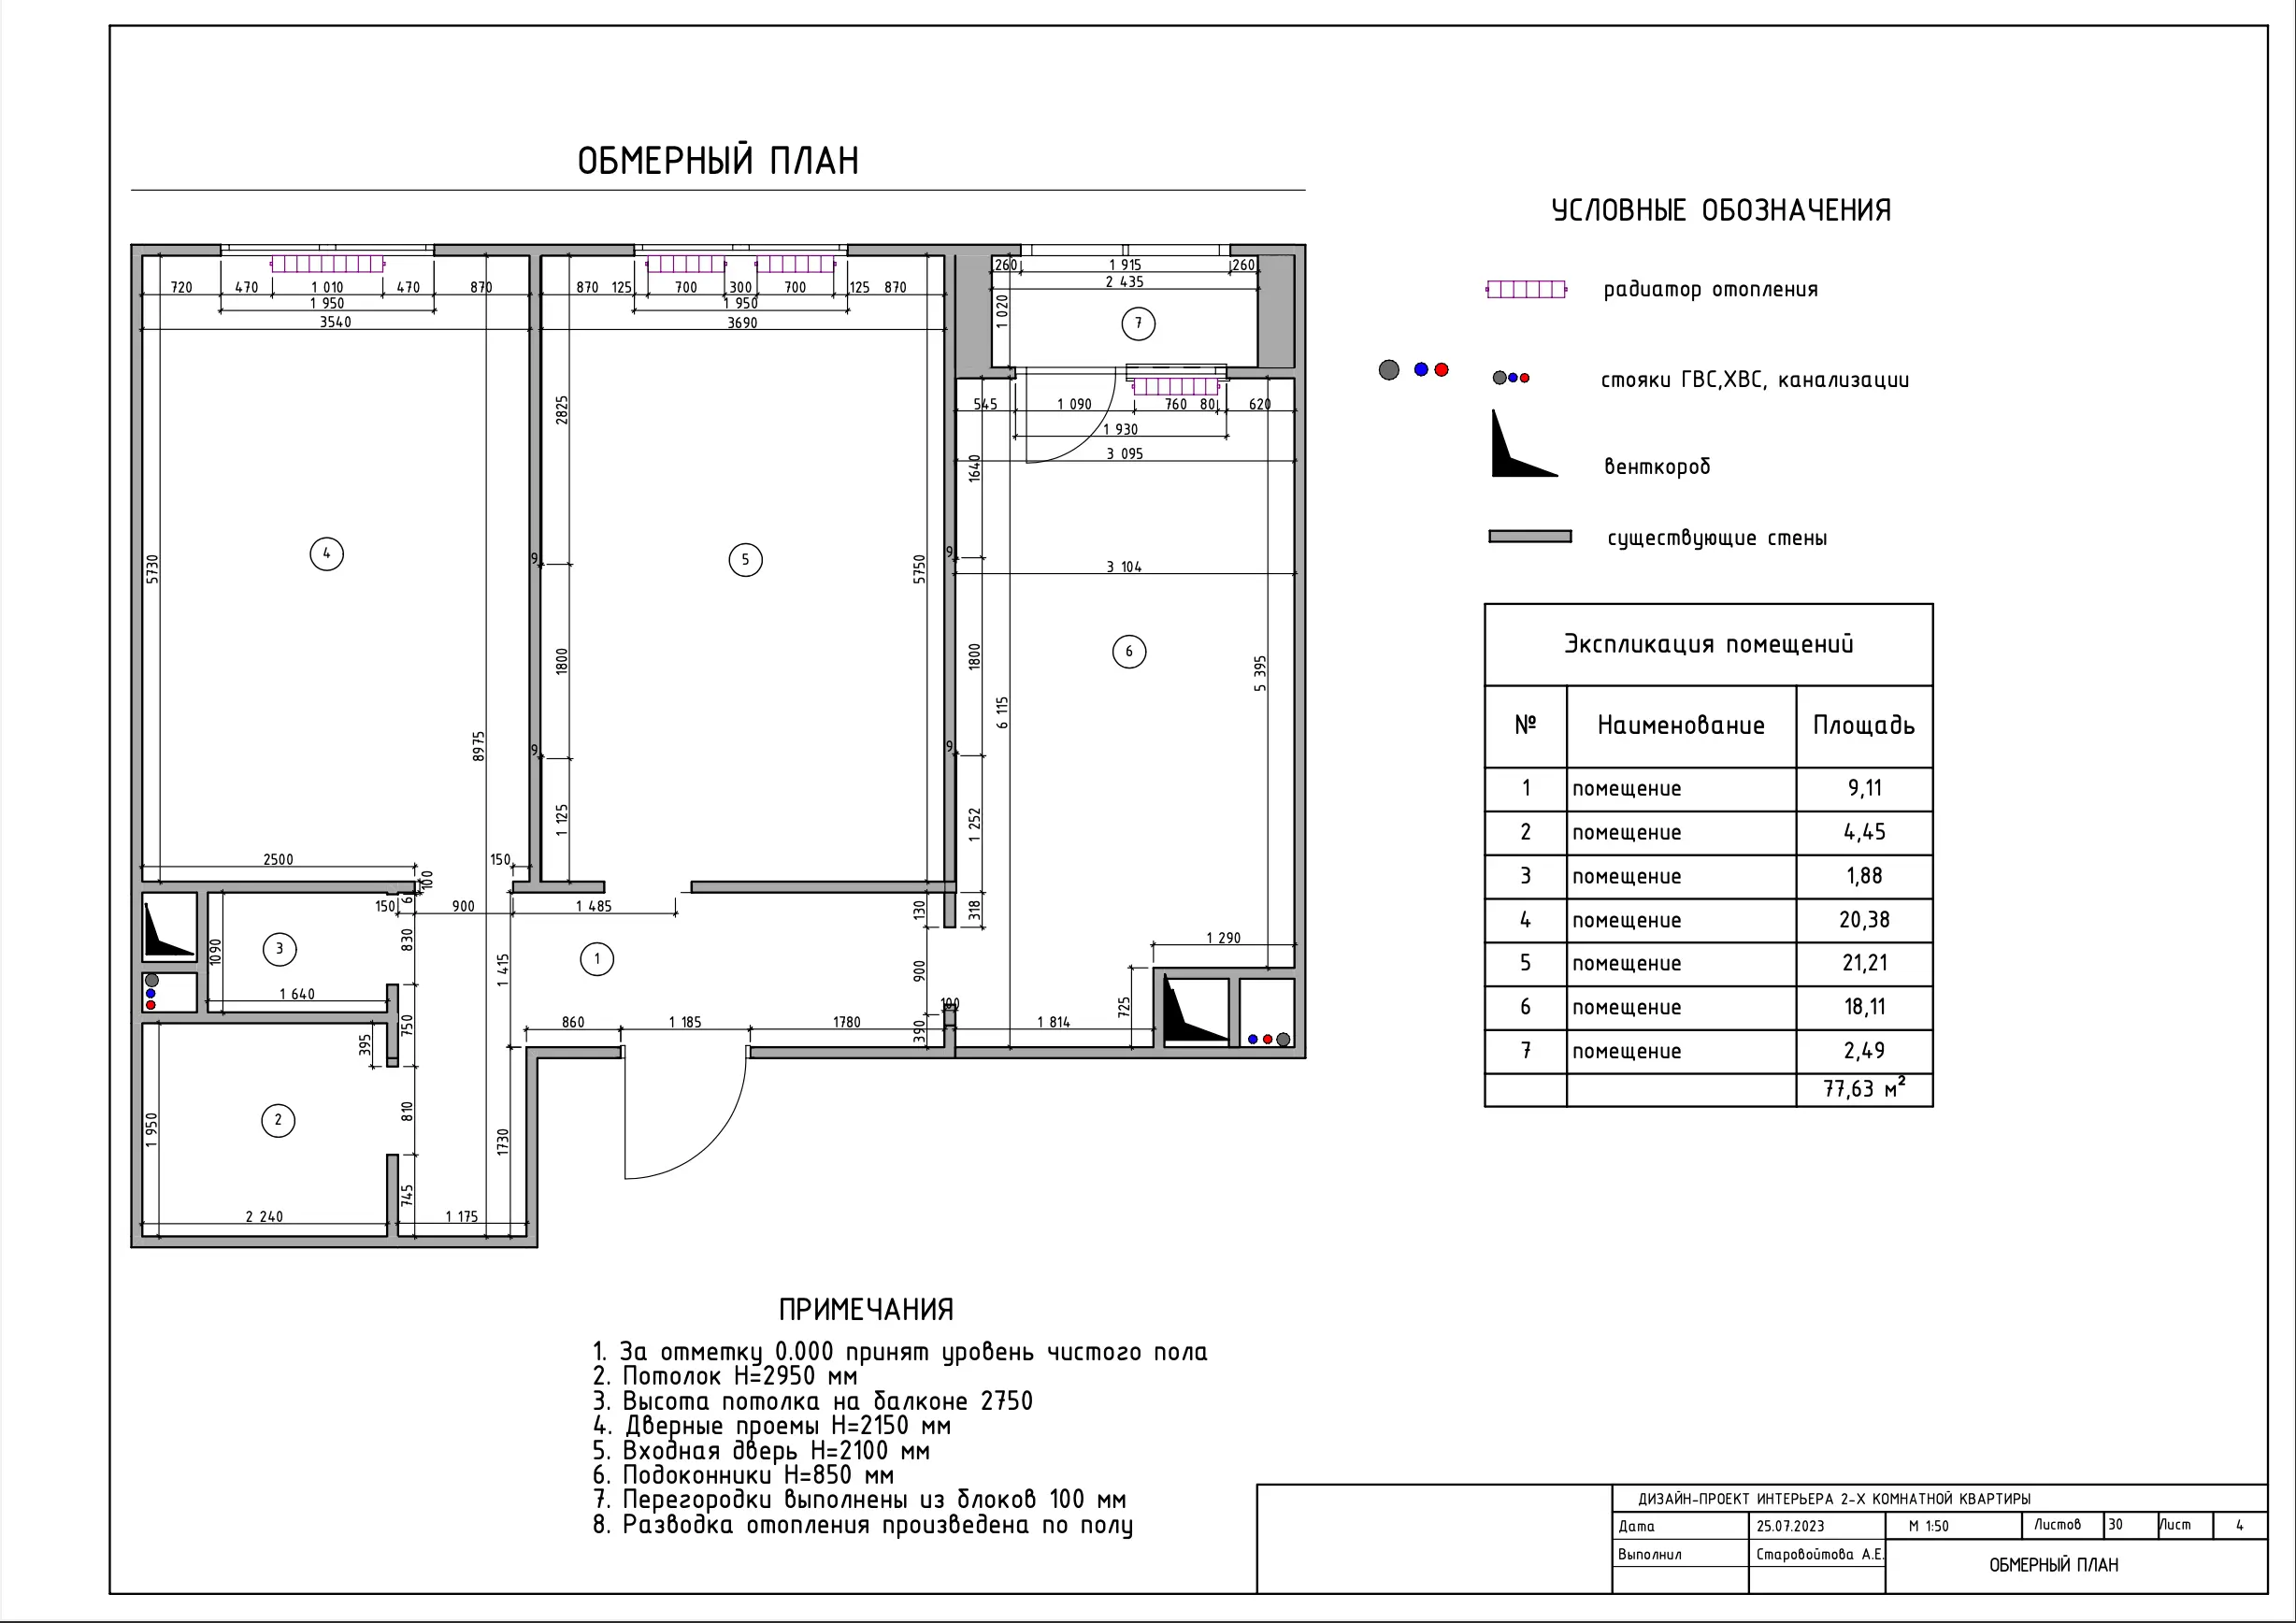 ОБМЕРНЫЙ ПЛАН
260 1 915 260
2 435
720 470 1 010 470 870
870 125 700 300 700 125 870
1 950
1 950
3540
3690
1 020
7
545 1 090 760 80 620
1 930
3 095
2825
1640
4
5
9
9
5730
5750
3 104
6
1800
1800
5 395
6 115
8975
9
9
1 125
1 252
2500
150
100
150
900
1 485
130
318
830
1090
3
1
1 415
900
1 290
1 640
100
725
750
395
860 1 185 1780
390
1 814
2
810
1 950
1730
745
2 240
1 175
УСЛОВНЫЕ ОБОЗНАЧЕНИЯ
радиатор отопления
стояки ГВС,ХВС, канализации
венткороб
существующие стены
Экспликация помещений
№ Наименование Площадь
1 помещение 9,11
2 помещение 4,45
3 помещение 1,88
4 помещение 20,38
5 помещение 21,21
6 помещение 18,11
7 помещение 2,49
77,63 м²
ПРИМЕЧАНИЯ
1. За отметку 0.000 принят уровень чистого пола
2. Потолок H=2950 мм
3. Высота потолка на балконе 2750
4. Дверные проемы H=2150 мм
5. Входная дверь H=2100 мм
6. Подоконники H=850 мм
7. Перегородки выполнены из блоков 100 мм
8. Разводка отопления произведена по полу
ДИЗАЙН-ПРОЕКТ ИНТЕРЬЕРА 2-Х КОМНАТНОЙ КВАРТИРЫ
Дата 25.07.2023 М 1:50 Листов 30 Лист 4
Выполнил Старовойтова А.Е.
ОБМЕРНЫЙ ПЛАН